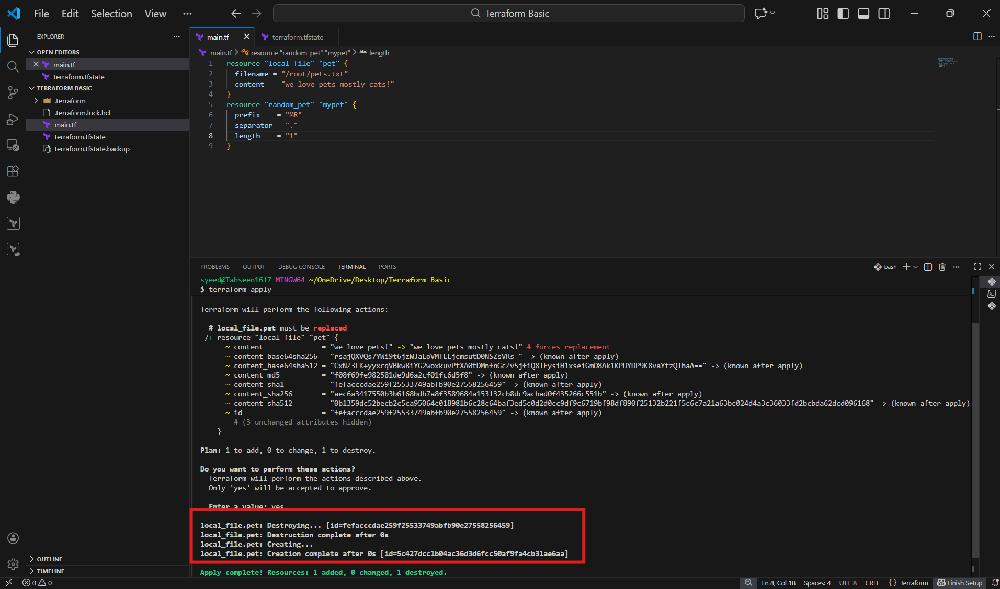 File Edit Selection View ···
Terraform Basic
EXPLORER
OPEN EDITORS
main.tf
terraform.tfstate
TERRAFORM BASIC
.terraform
.terraform.lock.hcl
main.tf
terraform.tfstate
terraform.tfstate.backup
OUTLINE
TIMELINE
main.tf
terraform.tfstate
main.tf > resource "random_pet" "mypet" > abc length
1 resource "local_file" "pet" {
2 filename = "/root/pets.txt"
3 content = "we love pets mostly cats!"
4 }
5 resource "random_pet" "mypet" {
6 prefix = "MR"
7 separator = "."
8 length = "1"
9 }
PROBLEMS OUTPUT DEBUG CONSOLE TERMINAL PORTS
bash
syeed@Tahseen1617 MINGW64 ~/OneDrive/Desktop/Terraform Basic
$ terraform apply
Terraform will perform the following actions:
# local_file.pet must be replaced
-/+ resource "local_file" "pet" {
~ content = "we love pets!" -> "we love pets mostly cats!" # forces replacement
~ content_base64sha256 = "rsajQXVQs7YWi9t6jzWJaEoVMTLLjcmsutD0NSZsVRs=" -> (known after apply)
~ content_base64sha512 = "CxNZ3FK+yyxcqVBkwBiYG2woxkuvPtXA0tDMnfnGcZv5jfiQ8lEysiH1xseiGmO8Ak1KPDYDP9K8vaYtzQlhaA==" -> (known after apply)
~ content_md5 = "f08f69fe982581de9d6a2cf01fc6d5f8" -> (known after apply)
~ content_sha1 = "fefacccdae259f25533749abfb90e27558256459" -> (known after apply)
~ content_sha256 = "aec6a3417550b3b6168bdb7a8f3589684a153132cb8dc9acbad0f435266c551b" -> (known after apply)
~ content_sha512 = "0b1359dc52becb2c5ca95064c018981b6c28c64baf3ed5c0d2d0cc9df9c6719bf98df890f25132b221f5c6c7a21a63bc024d4a3c36033fd2bcbda62dcd096168" -> (known after apply)
~ id = "fefacccdae259f25533749abfb90e27558256459" -> (known after apply)
# (3 unchanged attributes hidden)
}
Plan: 1 to add, 0 to change, 1 to destroy.
Do you want to perform these actions?
Terraform will perform the actions described above.
Only 'yes' will be accepted to approve.
Enter a value: yes
local_file.pet: Destroying... [id=fefacccdae259f25533749abfb90e27558256459]
local_file.pet: Destruction complete after 0s
local_file.pet: Creating...
local_file.pet: Creation complete after 0s [id=5c427dcc1b04ac36d3d6fcc50af9fa4cb31ae6aa]
Apply complete! Resources: 1 added, 0 changed, 1 destroyed.
0 0
Ln 8, Col 18 Spaces: 4 UTF-8 CRLF { } Terraform Finish Setup